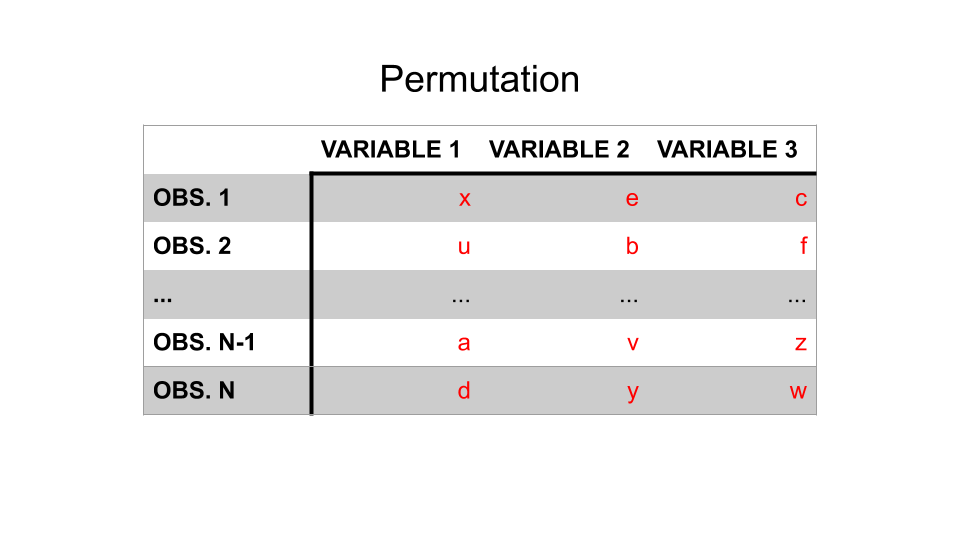 Permutation
VARIABLE 1 VARIABLE 2 VARIABLE 3
OBS. 1 x e c
OBS. 2 u b f
... ... ... ...
OBS. N-1 a v z
OBS. N d y w